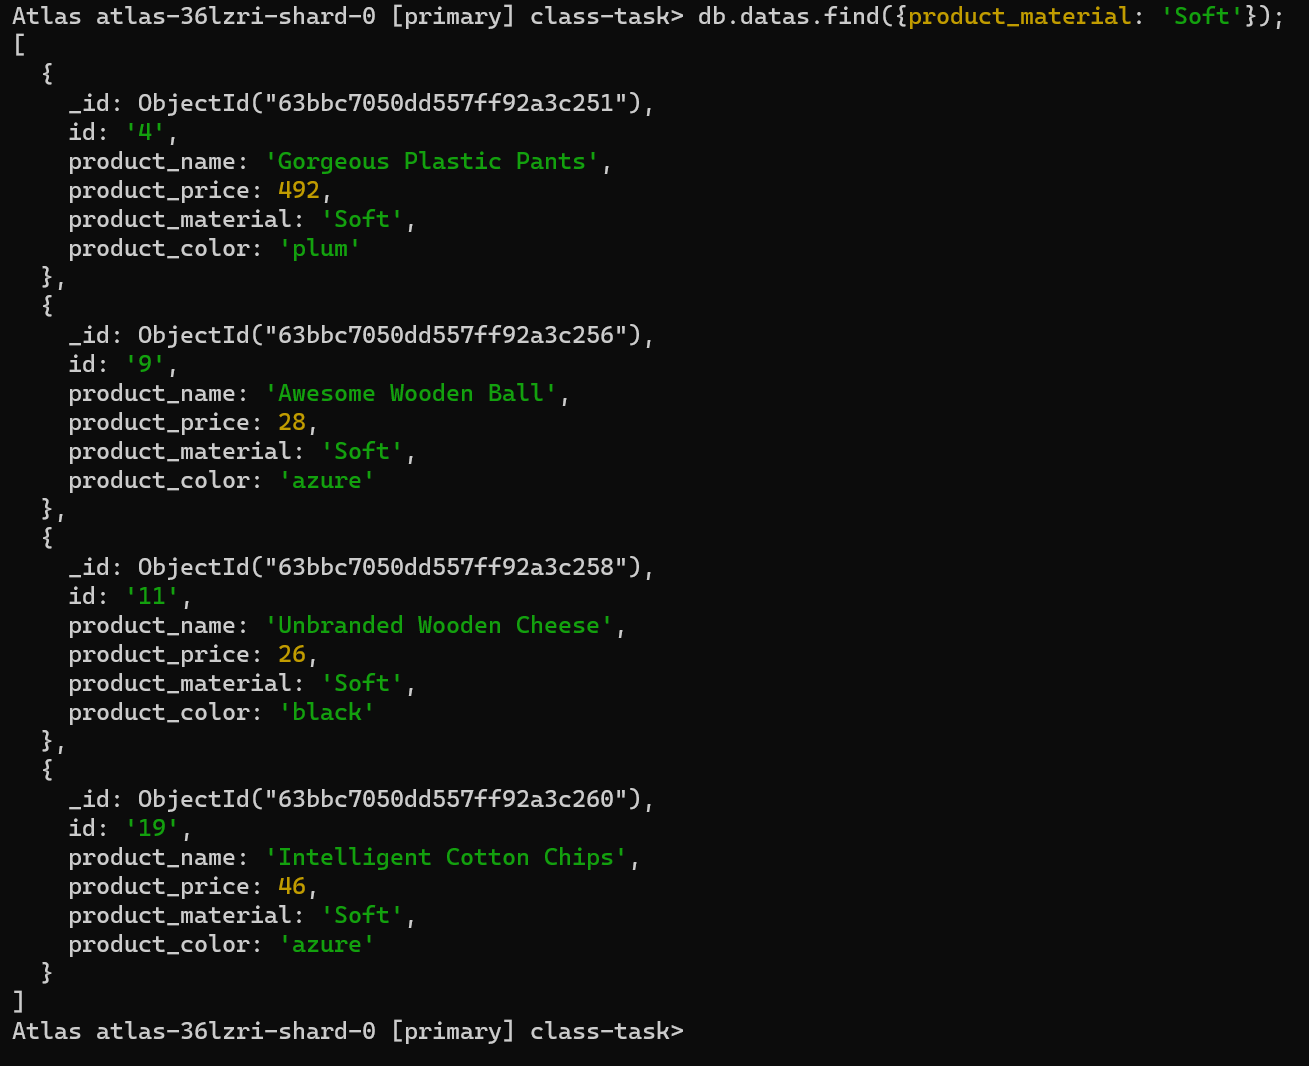 Atlas atlas-36lzri-shard-0 [primary] class-task> db.datas.find({product_material: 'Soft'});
[
  {
    _id: ObjectId("63bbc7050dd557ff92a3c251"),
    id: '4',
    product_name: 'Gorgeous Plastic Pants',
    product_price: 492,
    product_material: 'Soft',
    product_color: 'plum'
  },
  {
    _id: ObjectId("63bbc7050dd557ff92a3c256"),
    id: '9',
    product_name: 'Awesome Wooden Ball',
    product_price: 28,
    product_material: 'Soft',
    product_color: 'azure'
  },
  {
    _id: ObjectId("63bbc7050dd557ff92a3c258"),
    id: '11',
    product_name: 'Unbranded Wooden Cheese',
    product_price: 26,
    product_material: 'Soft',
    product_color: 'black'
  },
  {
    _id: ObjectId("63bbc7050dd557ff92a3c260"),
    id: '19',
    product_name: 'Intelligent Cotton Chips',
    product_price: 46,
    product_material: 'Soft',
    product_color: 'azure'
  }
]
Atlas atlas-36lzri-shard-0 [primary] class-task>